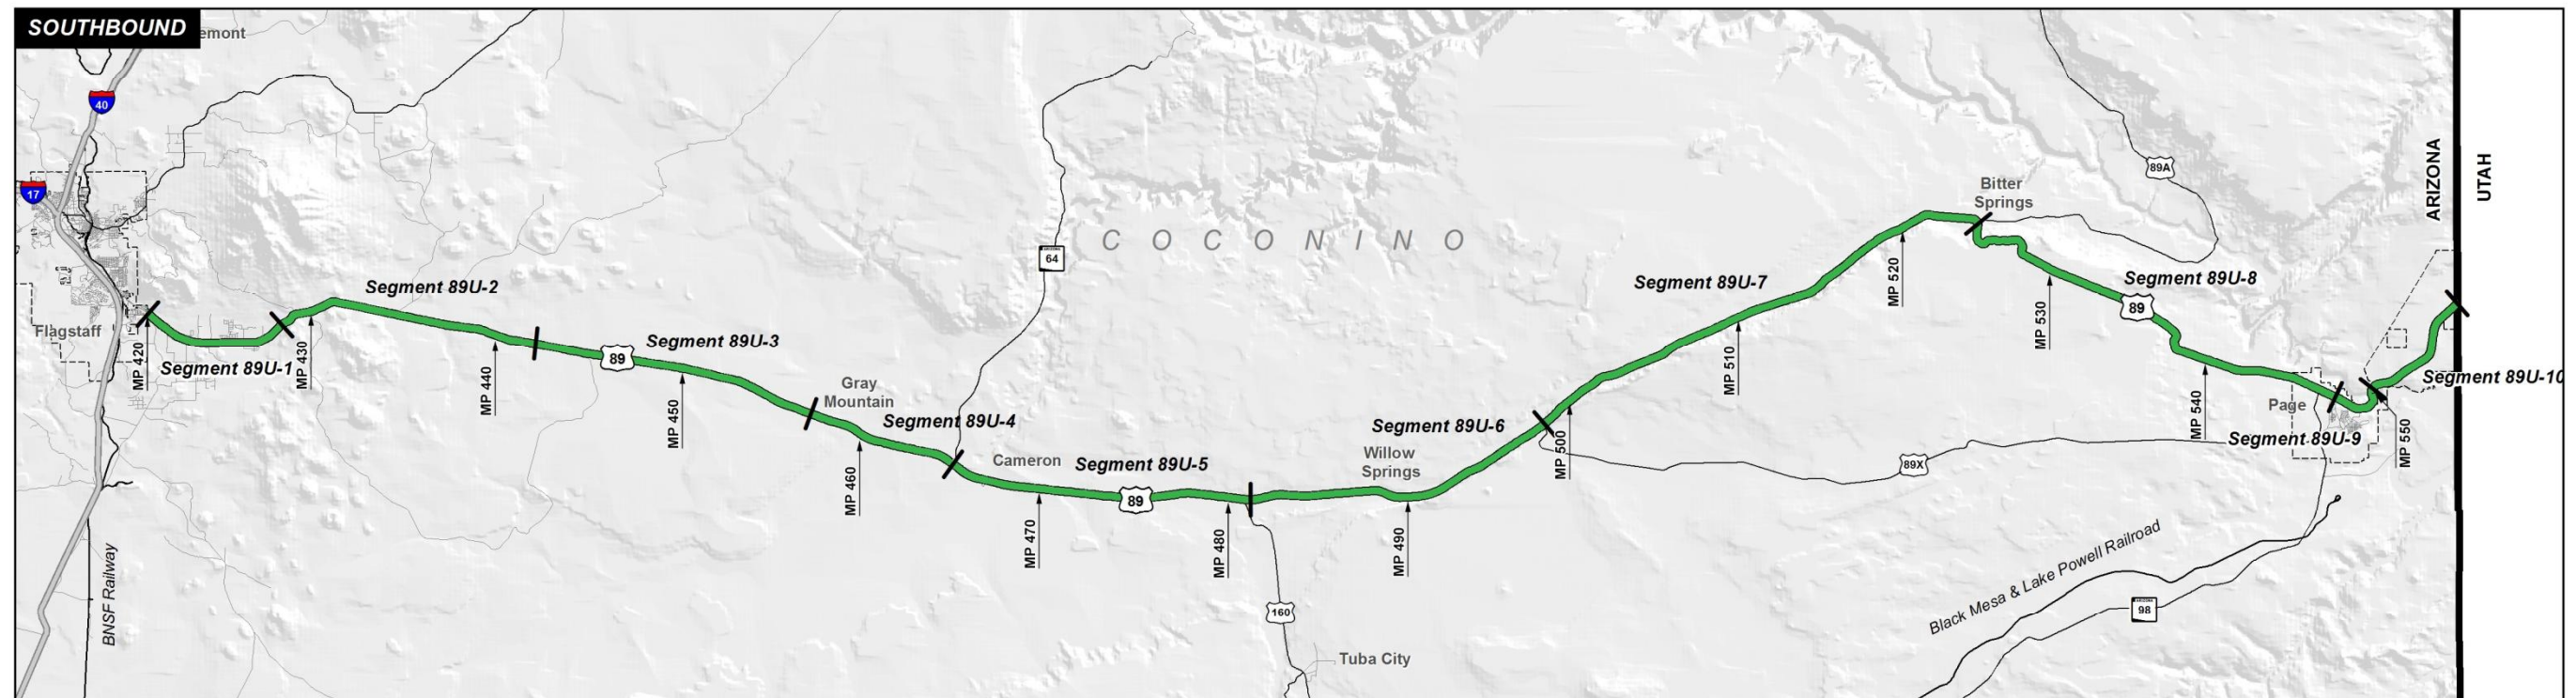 SOUTHBOUND
emont
40
17
Flagstaff
MP 420
Segment 89U-1
MP 430
Segment 89U-2
MP 440
89
Segment 89U-3
MP 450
Gray
Mountain
MP 460
Segment 89U-4
64
COCONINO
Cameron
MP 470
Segment 89U-5
89
MP 480
160
Tuba City
Willow
Springs
MP 490
Segment 89U-6
MP 500
Segment 89U-7
MP 510
MP 520
Bitter
Springs
89A
MP 530
Segment 89U-8
89
MP 540
89X
Page
Segment 89U-9
MP 550
Segment 89U-10
ARIZONA
UTAH
BNSF Railway
Black Mesa & Lake Powell Railroad
98